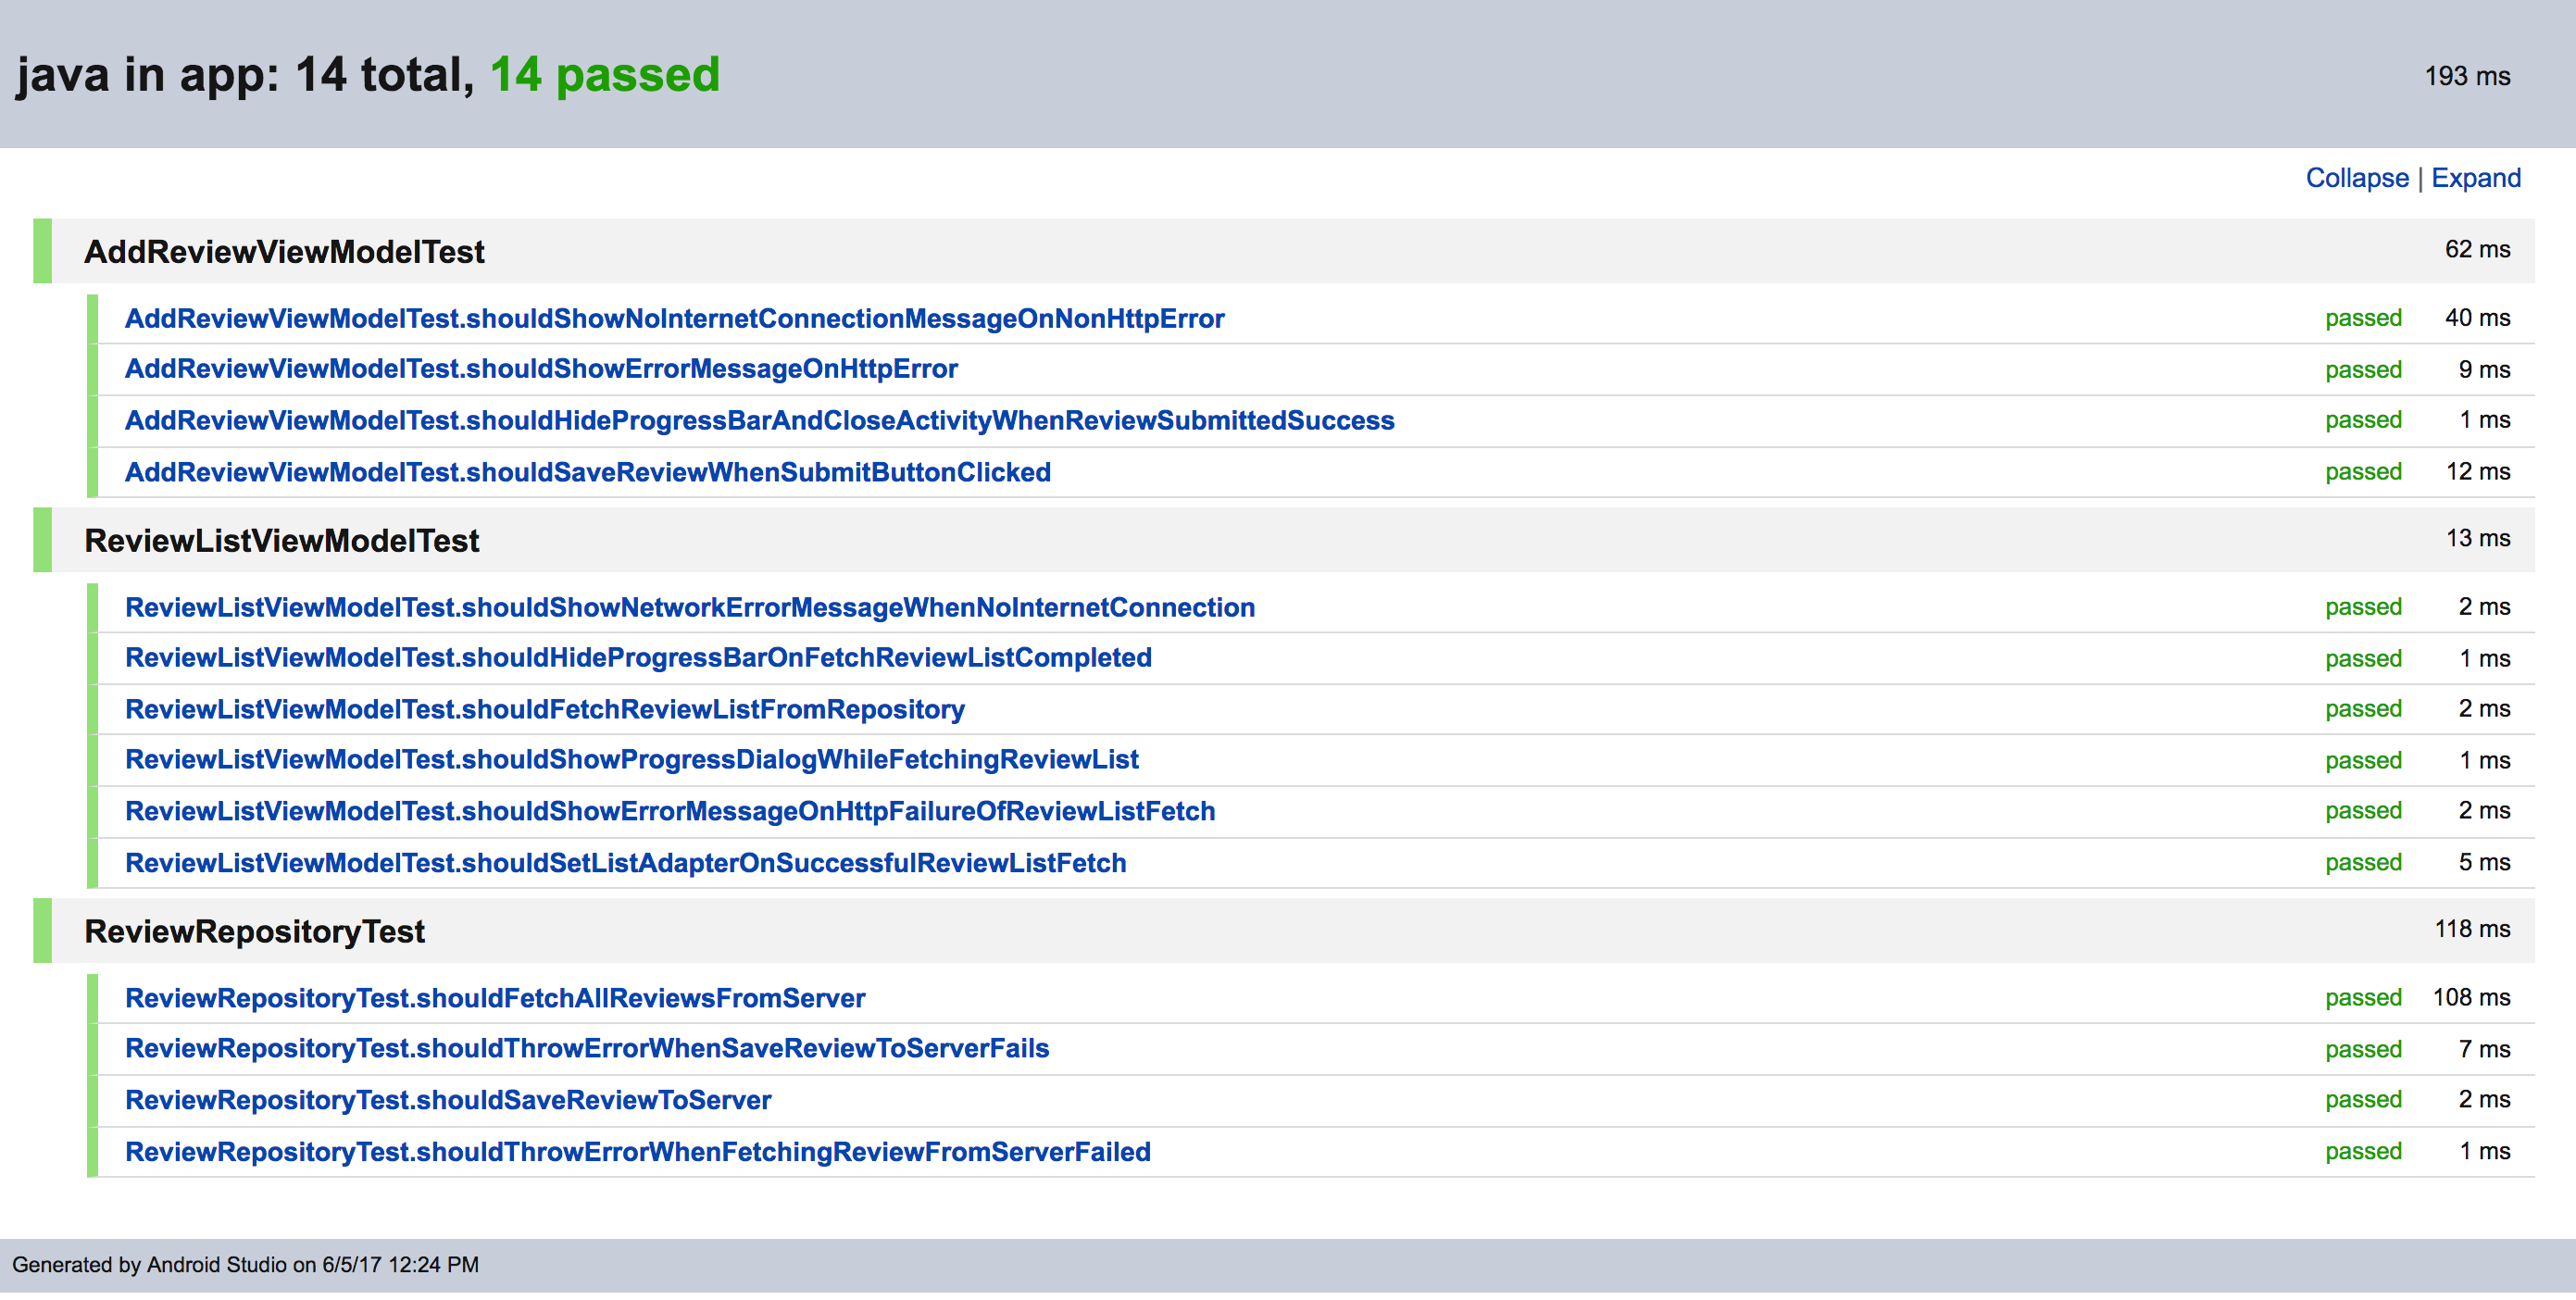 java in app: 14 total, 14 passed 193 ms
Collapse | Expand
AddReviewViewModelTest 62 ms
AddReviewViewModelTest.shouldShowNoInternetConnectionMessageOnNonHttpError passed 40 ms
AddReviewViewModelTest.shouldShowErrorMessageOnHttpError passed 9 ms
AddReviewViewModelTest.shouldHideProgressBarAndCloseActivityWhenReviewSubmittedSuccess passed 1 ms
AddReviewViewModelTest.shouldSaveReviewWhenSubmitButtonClicked passed 12 ms
ReviewListViewModelTest 13 ms
ReviewListViewModelTest.shouldShowNetworkErrorMessageWhenNoInternetConnection passed 2 ms
ReviewListViewModelTest.shouldHideProgressBarOnFetchReviewListCompleted passed 1 ms
ReviewListViewModelTest.shouldFetchReviewListFromRepository passed 2 ms
ReviewListViewModelTest.shouldShowProgressDialogWhileFetchingReviewList passed 1 ms
ReviewListViewModelTest.shouldShowErrorMessageOnHttpFailureOfReviewListFetch passed 2 ms
ReviewListViewModelTest.shouldSetListAdapterOnSuccessfulReviewListFetch passed 5 ms
ReviewRepositoryTest 118 ms
ReviewRepositoryTest.shouldFetchAllReviewsFromServer passed 108 ms
ReviewRepositoryTest.shouldThrowErrorWhenSaveReviewToServerFails passed 7 ms
ReviewRepositoryTest.shouldSaveReviewToServer passed 2 ms
ReviewRepositoryTest.shouldThrowErrorWhenFetchingReviewFromServerFailed passed 1 ms
Generated by Android Studio on 6/5/17 12:24 PM